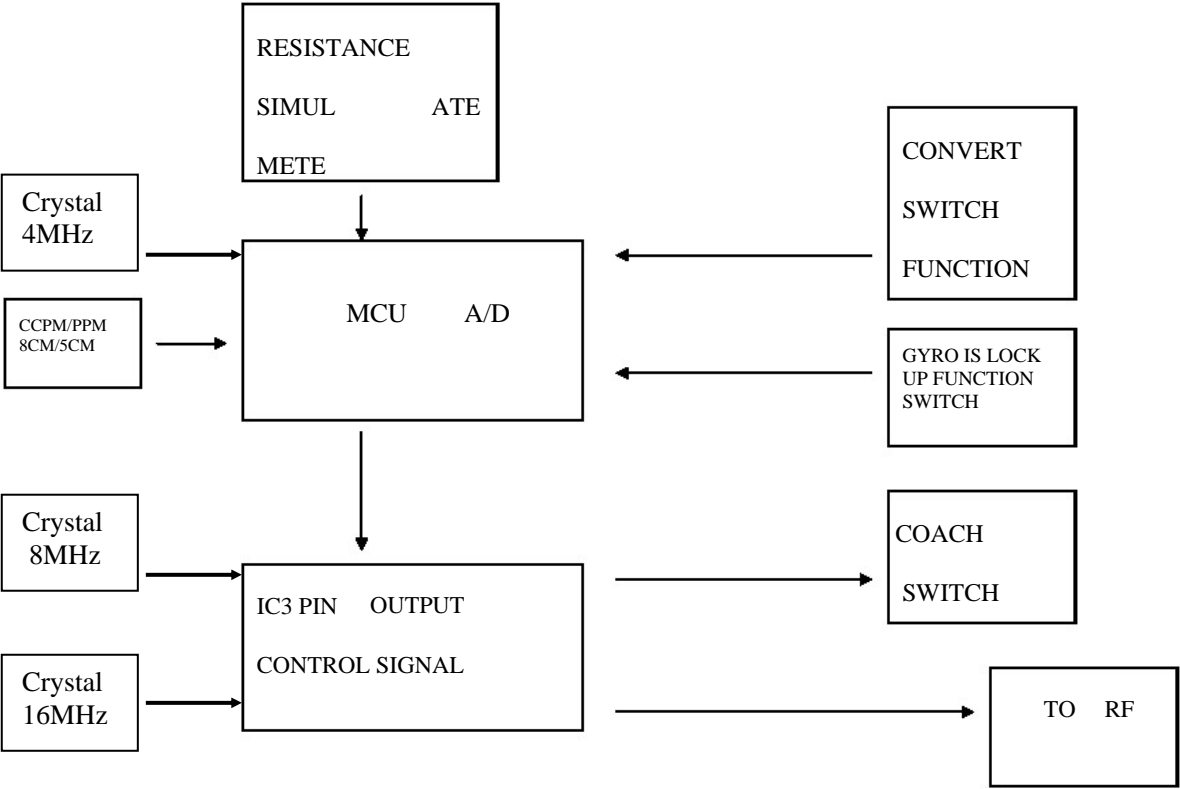 RESISTANCE
SIMUL ATE
METE
Crystal
4MHz
CONVERT
SWITCH
FUNCTION
MCU A/D
CCPM/PPM
8CM/5CM
GYRO IS LOCK
UP FUNCTION
SWITCH
Crystal
8MHz
COACH
SWITCH
IC3 PIN OUTPUT
CONTROL SIGNAL
Crystal
16MHz
TO RF